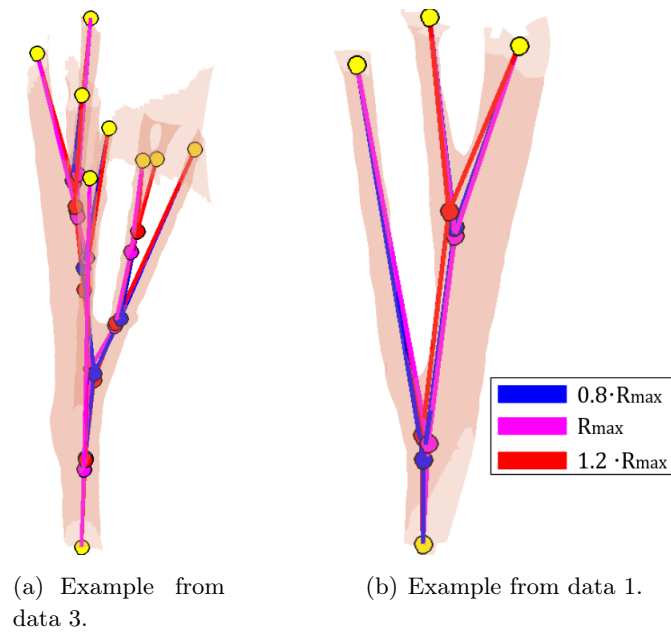 0.8·Rmax
Rmax
1.2 ·Rmax
(a) Example from
data 3.
(b) Example from data 1.